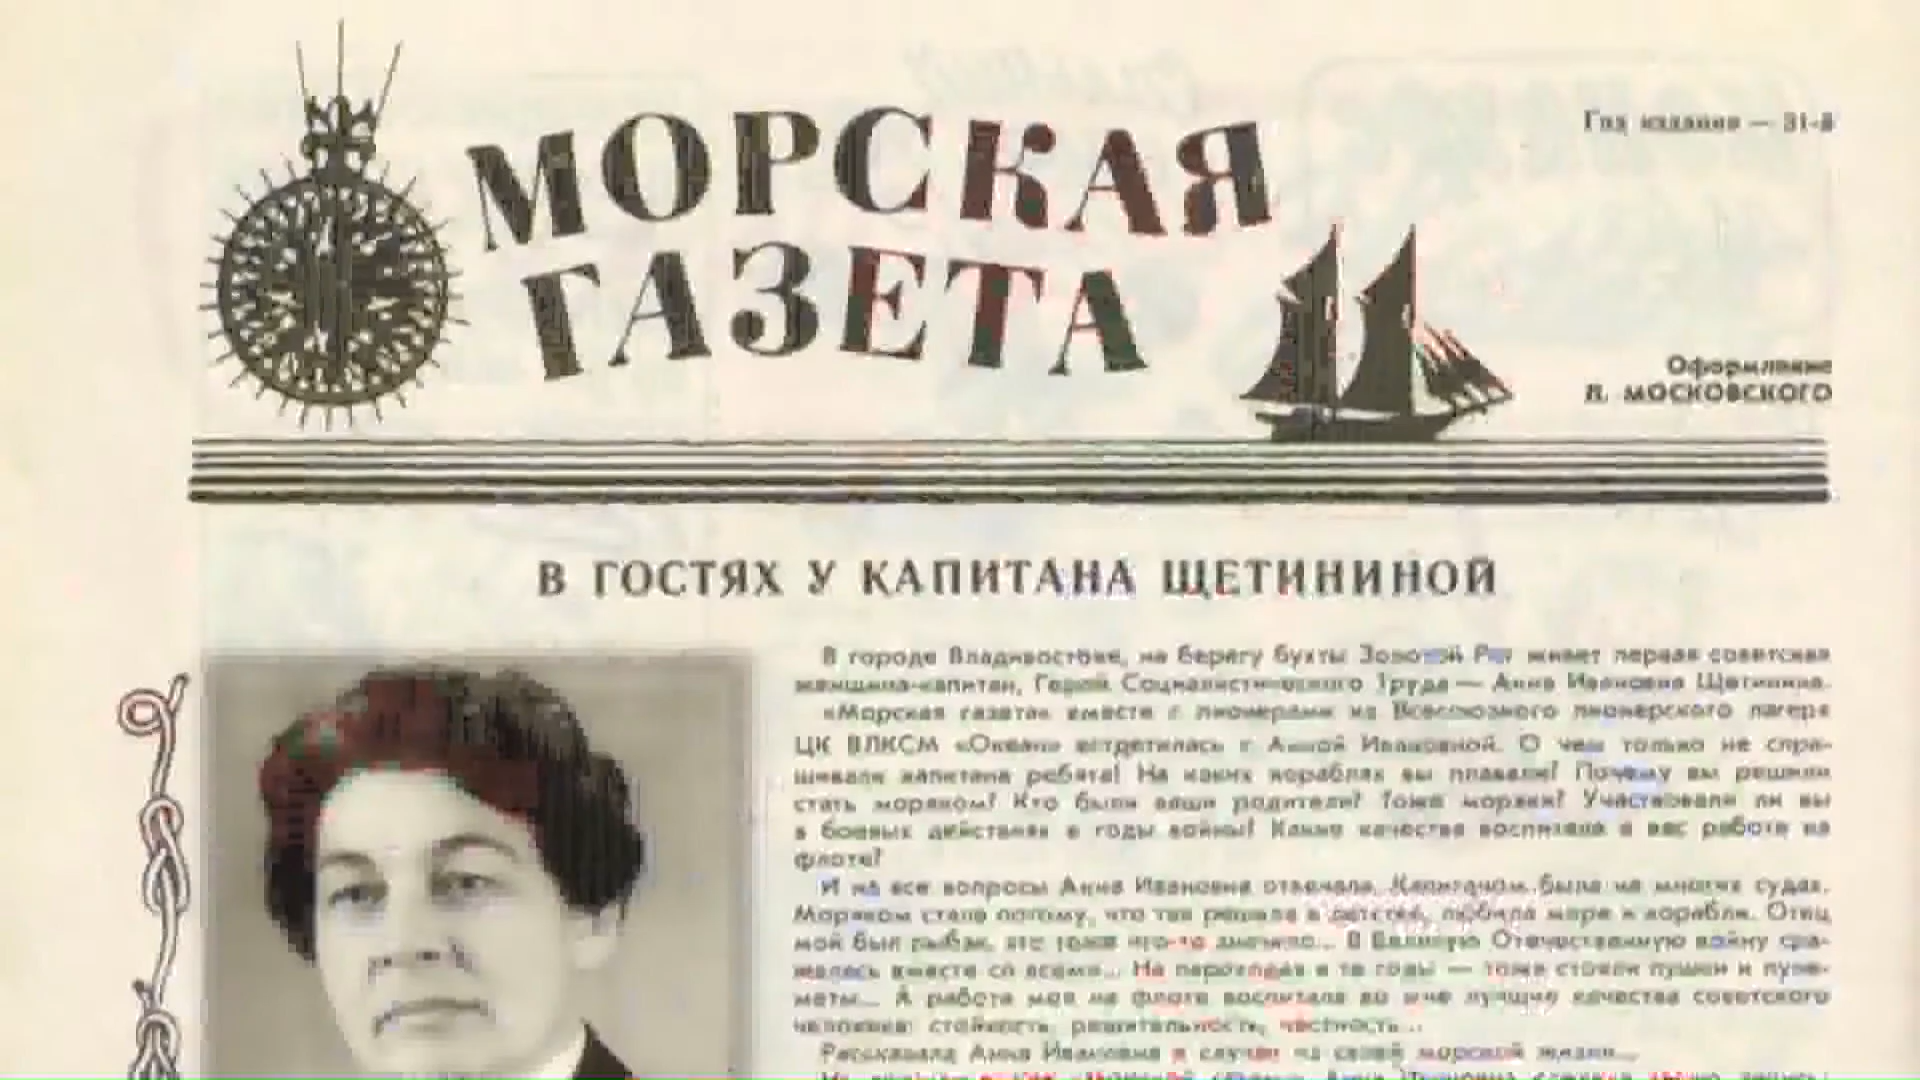 МОРСКАЯ
ГАЗЕТА
Год издания — 31-й
Оформление
Л. МОСКОВСКОГО
В ГОСТЯХ У КАПИТАНА ЩЕТИНИНОЙ
В городе Владивостоке, на берегу бухты Золотой Рог живет первая советская
женщина-капитан, Герой Социалистического Труда — Анна Ивановна Щетинина.
«Морская газета» вместе с пионерами из Всесоюзного пионерского лагеря
ЦК ВЛКСМ «Океан» встретилась с Анной Ивановной. О чем только не спра-
шивали капитана ребята! На каких кораблях вы плавали? Почему вы решили
стать моряком? Кто были ваши родители? Тоже моряки? Участвовали ли вы
в боевых действиях в годы войны? Какие качества воспитала в вас работа на
флоте?
И на все вопросы Анна Ивановна отвечала. Капитаном была на многих судах.
Моряком стала потому, что так решила в детстве, любила море и корабли. Отец
мой был рыбак, это тоже что-то значило... В Великую Отечественную войну сра-
жалась вместе со всеми... На пароходах в те годы — тоже стояли пушки и пуле-
меты... А работа моя на флоте воспитала во мне лучшие качества советского
человека: стойкость, решительность, честность...
Рассказала Анна Ивановна и случаи из своей морской жизни...